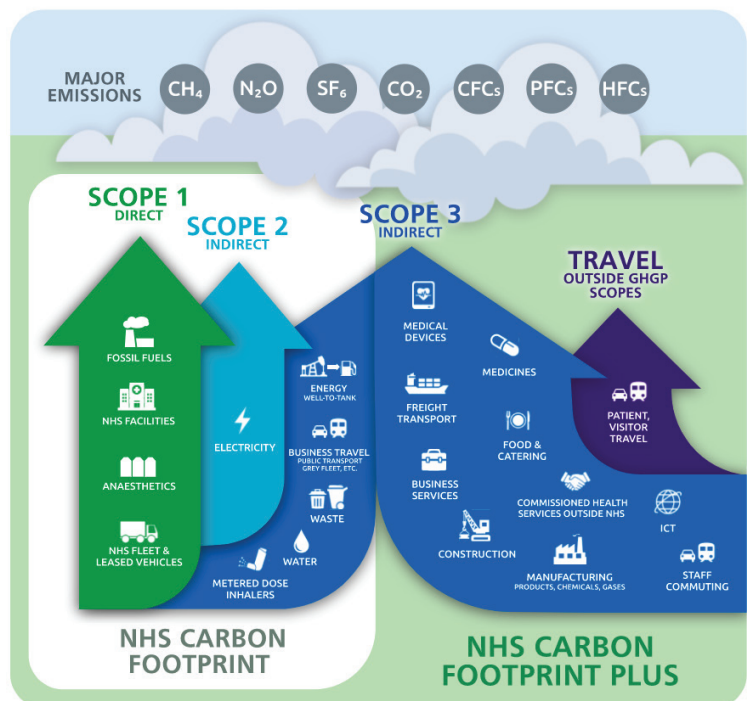 MAJOR
EMISSIONS
CH₄
N₂O
SF₆
CO₂
CFCs
PFCs
HFCs
SCOPE 1
DIRECT
SCOPE 2
INDIRECT
SCOPE 3
INDIRECT
TRAVEL
OUTSIDE GHGP
SCOPES
FOSSIL FUELS
NHS FACILITIES
ANAESTHETICS
NHS FLEET &
LEASED VEHICLES
ELECTRICITY
ENERGY
WELL-TO-TANK
BUSINESS TRAVEL
PUBLIC TRANSPORT
GREY FLEET, ETC.
WASTE
WATER
METERED DOSE
INHALERS
MEDICAL
DEVICES
MEDICINES
FREIGHT
TRANSPORT
FOOD &
CATERING
BUSINESS
SERVICES
COMMISSIONED HEALTH
SERVICES OUTSIDE NHS
CONSTRUCTION
MANUFACTURING
PRODUCTS, CHEMICALS, GASES
ICT
STAFF
COMMUTING
PATIENT,
VISITOR
TRAVEL
NHS CARBON
FOOTPRINT
NHS CARBON
FOOTPRINT PLUS